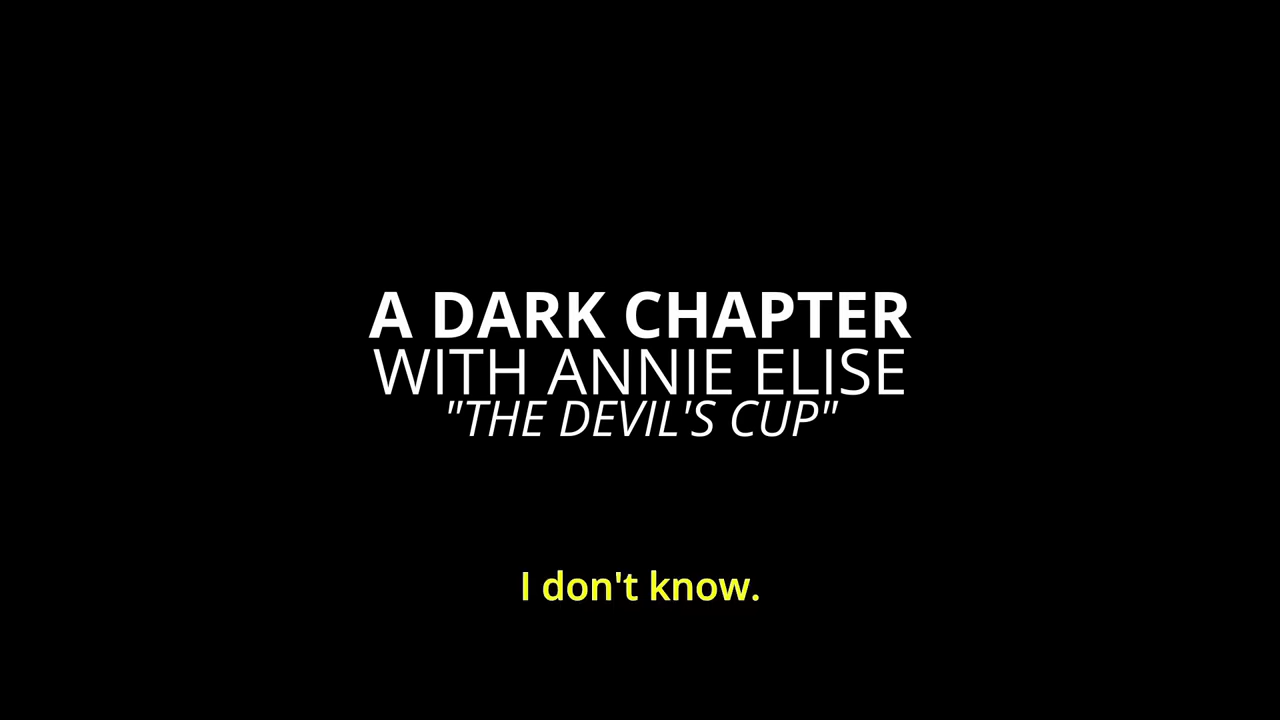 A DARK CHAPTER
WITH ANNIE ELISE
"THE DEVIL'S CUP"
I don't know.